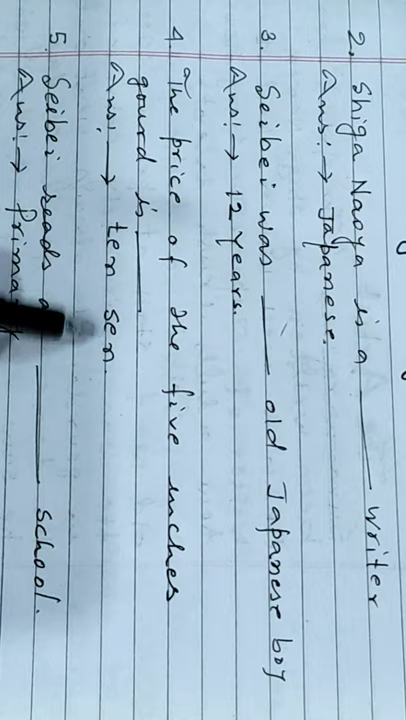 2. Shiga Naoya is a ______ writer
Ans:→ Japanese.
3. Seibei was ______ old Japanese boy
Ans:→ 12 years.
4. The price of the five inches
gourd is ______
Ans:→ ten sen.
5. Seibei reads ______ school.
Ans:→